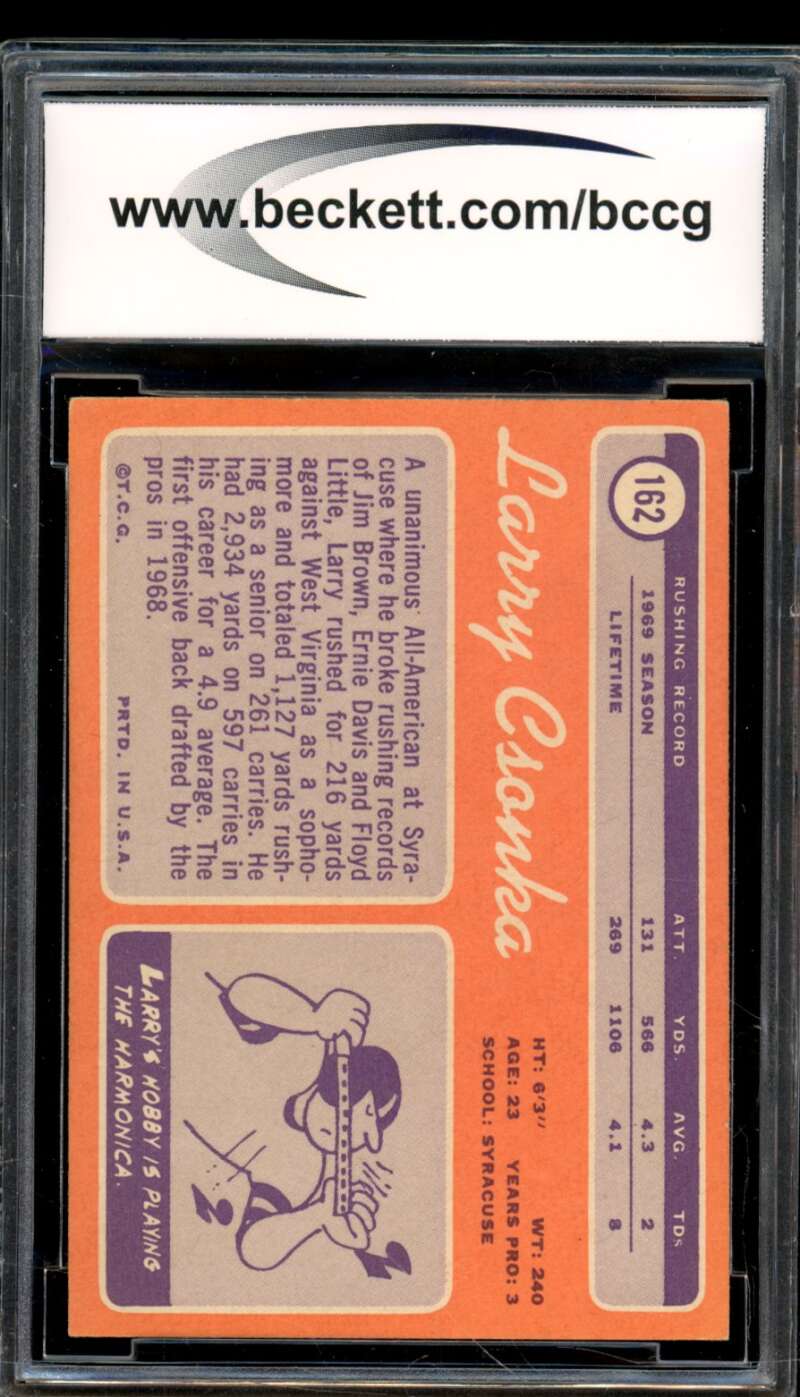 www.beckett.com/bccg
162
RUSHING RECORD ATT. YDS. AVG. TDs
1969 SEASON 131 566 4.3 2
LIFETIME 269 1106 4.1 8
Larry Csonka
HT: 6'3" WT: 240
AGE: 23 YEARS PRO: 3
SCHOOL: SYRACUSE
A unanimous All-American at Syra-
cuse where he broke rushing records
of Jim Brown, Ernie Davis and Floyd
Little, Larry rushed for 216 yards
against West Virginia as a sopho-
more and totaled 1,127 yards rush-
ing as a senior on 261 carries. He
had 2,934 yards on 597 carries in
his career for a 4.9 average. The
first offensive back drafted by the
pros in 1968.
©T.C.G. PRTD. IN U.S.A.
LARRY'S HOBBY IS PLAYING
THE HARMONICA.